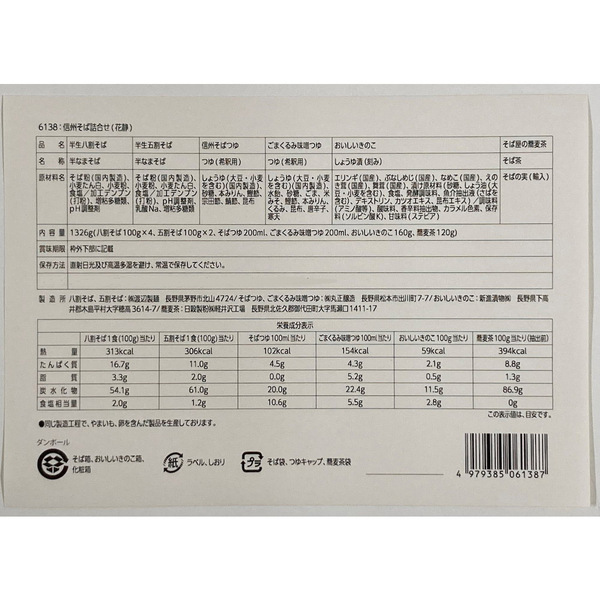 6138:信州そば詰合せ(花静)
品 名 半生八割そば 半生五割そば 信州そばつゆ ごまくるみ味噌つゆ おいしいきのこ そば屋の蕎麦茶
名 称 半なまそば 半なまそば つゆ(希釈用) つゆ(希釈用) しょうゆ漬(刻み) そば茶
原材料名 そば粉(国内製造)、小麦たん白、小麦粉、食塩/加工デンプン(打粉)、増粘多糖類、pH調整剤
そば粉(国内製造)、小麦粉、小麦たん白、食塩/加工デンプン(打粉)、pH調整剤、乳酸Na、増粘多糖類
しょうゆ(大豆・小麦を含む)(国内製造)、砂糖、本みりん、鰹節、宗田節、鯖節、昆布
しょうゆ(大豆・小麦を含む)(国内製造)、水飴、砂糖、ごま、米みそ、鰹節、本みりん、くるみ、昆布、唐辛子、寒天
エリンギ(国産)、ぶなしめじ(国産)、なめこ(国産)、えのき茸(国産)、舞茸(国産)、漬け原材料(砂糖、しょう油(大豆・小麦を含む)、食塩、発酵調味料、魚介抽出液(さばを含む)、デキストリン、カツオエキス、昆布エキス)/調味料(アミノ酸等)、酸味料、香辛料抽出物、カラメル色素、保存料(ソルビン酸K)、甘味料(ステビア)
そばの実(輸入)
内 容 量 1326g(八割そば100g×4、五割そば100g×2、そばつゆ200ml、ごまくるみ味噌つゆ200ml、おいしいきのこ160g、蕎麦茶120g)
賞味期限 枠外下部に記載
保存方法 直射日光及び高温多湿を避け、常温で保存してください。
製 造 所 八割そば、五割そば:㈱渡辺製麺 長野県茅野市北山4724/そばつゆ、ごまくるみ味噌つゆ:㈱丸正醸造 長野県松本市出川町7-7/おいしいきのこ:新進漬物㈱ 長野県下高
井郡木島平村大字穂高3614-7/蕎麦茶:日穀製粉㈱軽井沢工場 長野県北佐久郡御代田町大字馬瀬口1411-17
栄養成分表示
八割そば1食(100g)当たり 五割そば1食(100g)当たり そばつゆ100ml当たり ごまくるみ味噌つゆ100ml当たり おいしいきのこ100g当たり 蕎麦茶100g当たり(抽出前)
熱 量 313kcal 306kcal 102kcal 154kcal 59kcal 394kcal
たんぱく質 16.7g 11.0g 4.5g 4.3g 2.1g 8.8g
脂 質 3.3g 2.0g 0.0g 5.2g 0.5g 1.3g
炭水化物 54.1g 61.0g 20.0g 22.4g 11.5g 86.9g
食塩相当量 2.0g 1.2g 10.6g 5.5g 2.8g 0g
この表示値は、目安です。
●同じ製造工程で、やまいも、卵を含んだ製品を生産しております。
ダンボール
そば箱、おいしいきのこ箱、
化粧箱
紙 ラベル、しおり
プラ そば袋、つゆキャップ、蕎麦茶袋
4 979385 061387